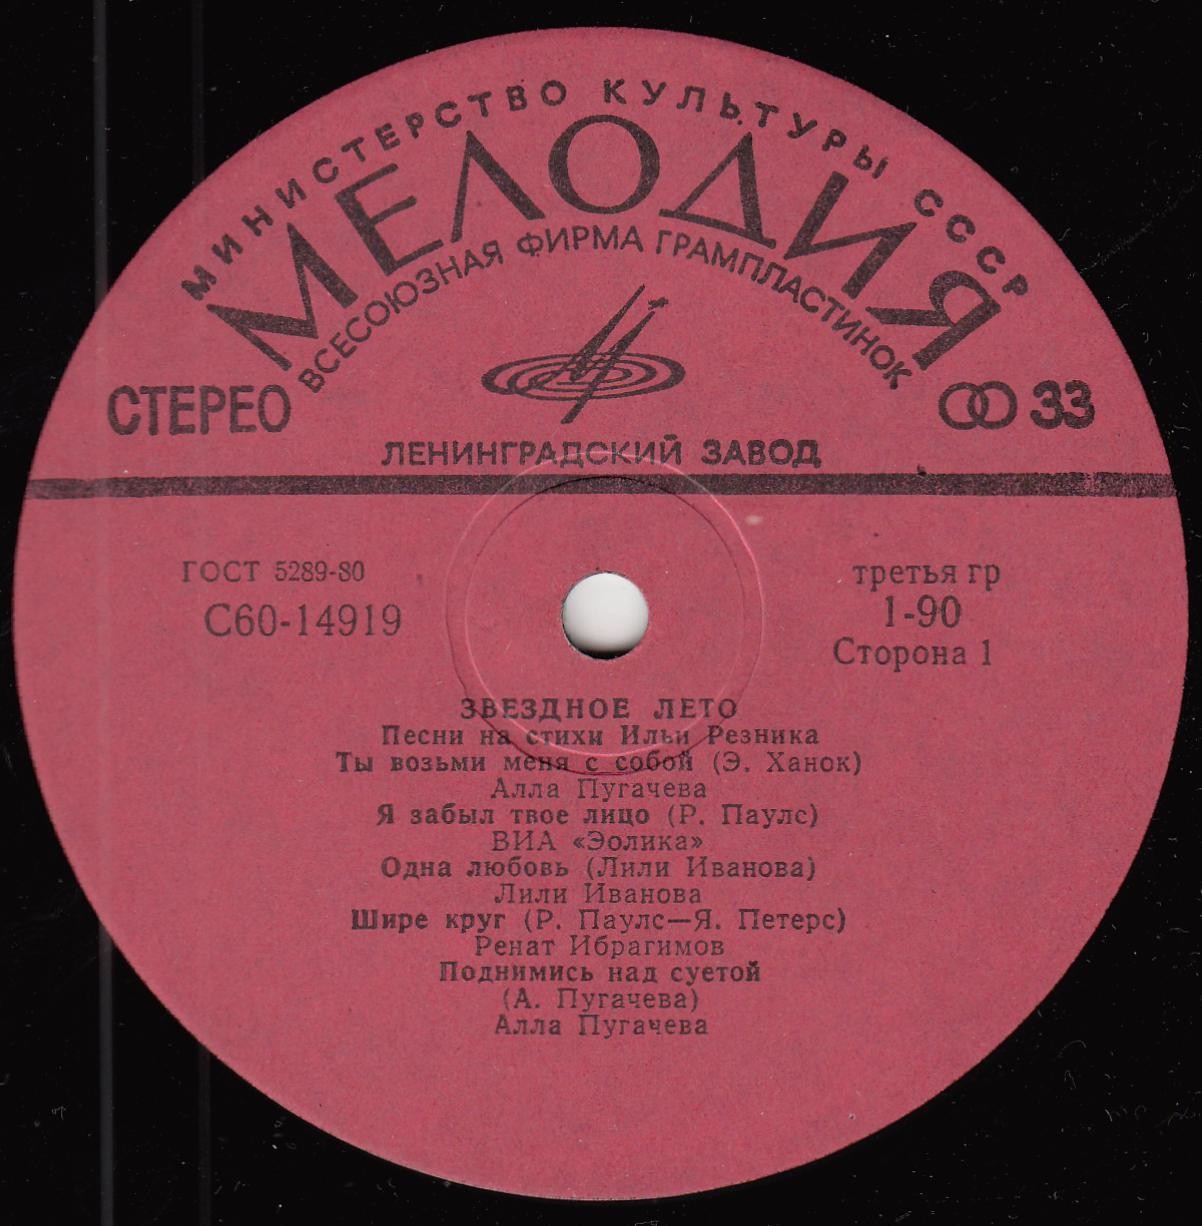 МИНИСТЕРСТВО КУЛЬТУРЫ СССР
МЕЛОДИЯ
ВСЕСОЮЗНАЯ ФИРМА ГРАМПЛАСТИНОК
СТЕРЕО
33
ЛЕНИНГРАДСКИЙ ЗАВОД
ГОСТ 5289-80
С60-14919
третья гр
1-90
Сторона 1
ЗВЕЗДНОЕ ЛЕТО
Песни на стихи Ильи Резника
Ты возьми меня с собой (Э. Ханок)
Алла Пугачева
Я забыл твое лицо (Р. Паулс)
ВИА «Эолика»
Одна любовь (Лили Иванова)
Лили Иванова
Шире круг (Р. Паулс—Я. Петерс)
Ренат Ибрагимов
Поднимись над суетой
(А. Пугачева)
Алла Пугачева